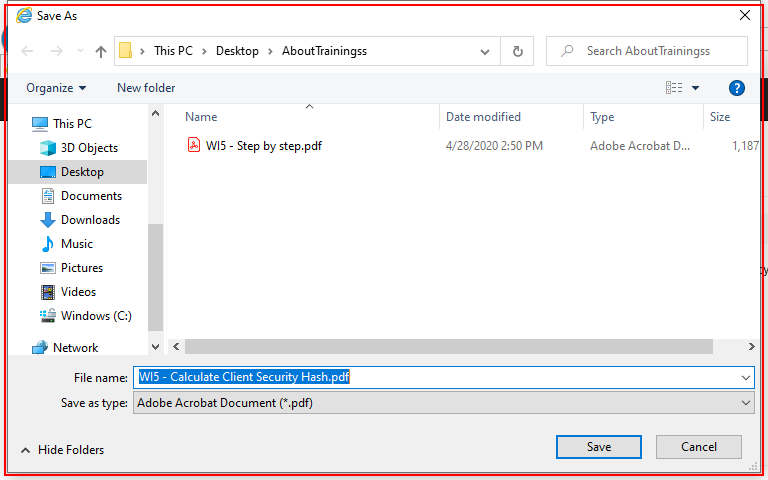 Save As
This PC > Desktop > AboutTrainingss
Search AboutTrainingss
Organize
New folder
?
Name
Date modified
Type
Size
This PC
3D Objects
Desktop
Documents
Downloads
Music
Pictures
Videos
Windows (C:)
Network
WI5 - Step by step.pdf
4/28/2020 2:50 PM
Adobe Acrobat D...
1,187
File name:
WI5 - Calculate Client Security Hash.pdf
Save as type:
Adobe Acrobat Document (*.pdf)
Hide Folders
Save
Cancel